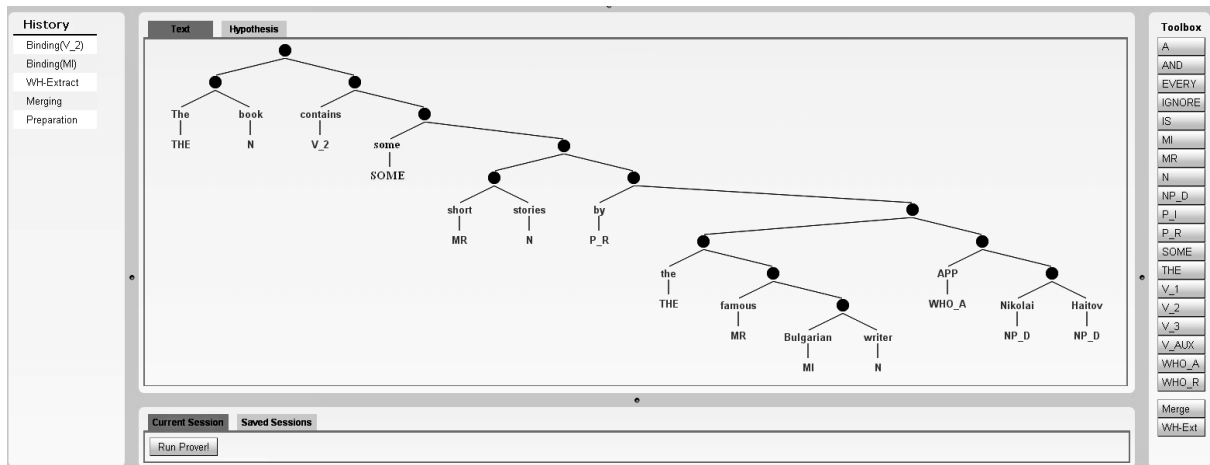 History
Binding(V_2)
Binding(MI)
WH-Extract
Merging
Preparation
Text Hypothesis
The book contains
THE N V_2 some
SOME
short stories by
MR N P_R
the APP
THE famous WHO_A Nikolai Haitov
MR Bulgarian writer NP_D NP_D
MI N
Current Session Saved Sessions
Run Prover!
Toolbox
A
AND
EVERY
IGNORE
IS
MI
MR
N
NP_D
P_I
P_R
SOME
THE
V_1
V_2
V_3
V_AUX
WHO_A
WHO_R
Merge
WH-Ext